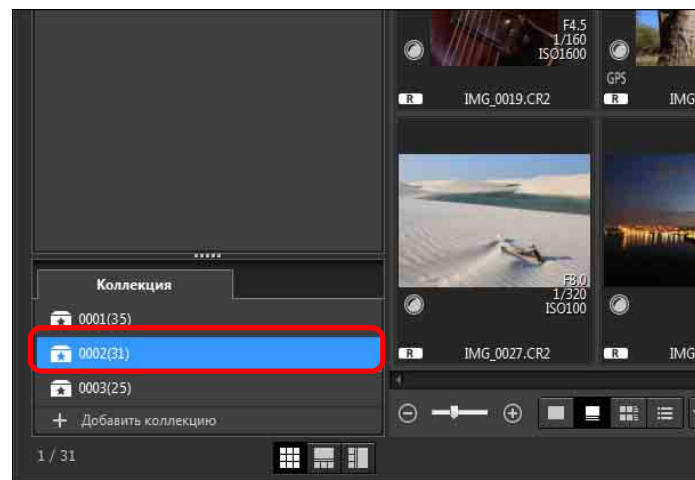 F4.5
1/160
ISO1600
GPS
R IMG_0019.CR2
R IMG
Коллекция
0001(35)
0002(31)
0003(25)
+ Добавить коллекцию
1 / 31
F8.0
1/320
ISO100
R IMG_0027.CR2
R IMG